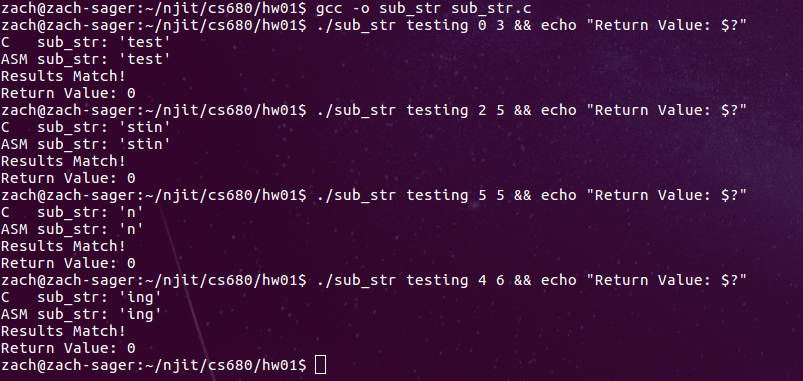 zach@zach-sager:~/njit/cs680/hw01$ gcc -o sub_str sub_str.c
zach@zach-sager:~/njit/cs680/hw01$ ./sub_str testing 0 3 && echo "Return Value: $?"
C   sub_str: 'test'
ASM sub_str: 'test'
Results Match!
Return Value: 0
zach@zach-sager:~/njit/cs680/hw01$ ./sub_str testing 2 5 && echo "Return Value: $?"
C   sub_str: 'stin'
ASM sub_str: 'stin'
Results Match!
Return Value: 0
zach@zach-sager:~/njit/cs680/hw01$ ./sub_str testing 5 5 && echo "Return Value: $?"
C   sub_str: 'n'
ASM sub_str: 'n'
Results Match!
Return Value: 0
zach@zach-sager:~/njit/cs680/hw01$ ./sub_str testing 4 6 && echo "Return Value: $?"
C   sub_str: 'ing'
ASM sub_str: 'ing'
Results Match!
Return Value: 0
zach@zach-sager:~/njit/cs680/hw01$